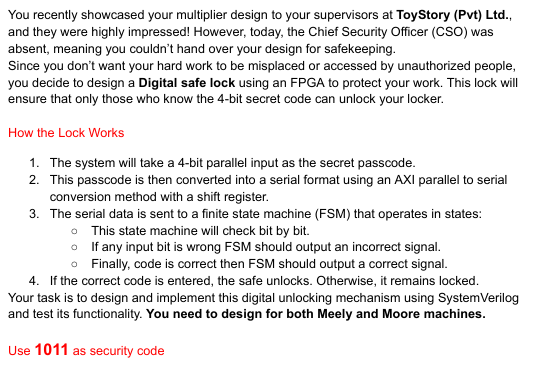 You recently showcased your multiplier design to your supervisors at ToyStory (Pvt) Ltd.,
and they were highly impressed! However, today, the Chief Security Officer (CSO) was
absent, meaning you couldn’t hand over your design for safekeeping.
Since you don’t want your hard work to be misplaced or accessed by unauthorized people,
you decide to design a Digital safe lock using an FPGA to protect your work. This lock will
ensure that only those who know the 4-bit secret code can unlock your locker.
How the Lock Works
1. The system will take a 4-bit parallel input as the secret passcode.
2. This passcode is then converted into a serial format using an AXI parallel to serial
conversion method with a shift register.
3. The serial data is sent to a finite state machine (FSM) that operates in states:
○ This state machine will check bit by bit.
○ If any input bit is wrong FSM should output an incorrect signal.
○ Finally, code is correct then FSM should output a correct signal.
4. If the correct code is entered, the safe unlocks. Otherwise, it remains locked.
Your task is to design and implement this digital unlocking mechanism using SystemVerilog
and test its functionality. You need to design for both Meely and Moore machines.
Use 1011 as security code